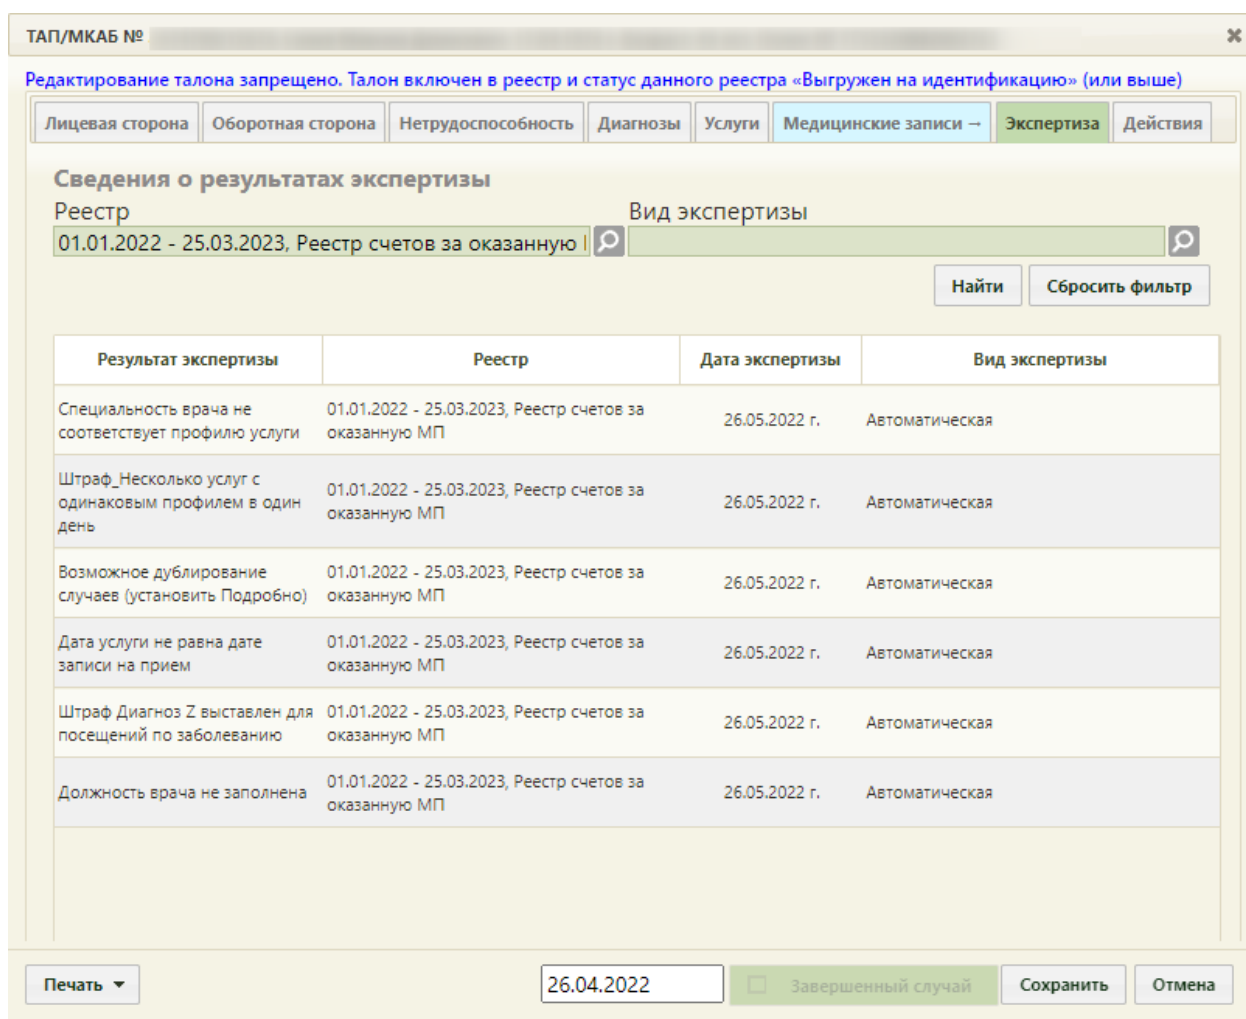 ТАП/МКАБ №
Редактирование талона запрещено. Талон включен в реестр и статус данного реестра «Выгружен на идентификацию» (или выше)
Лицевая сторона Оборотная сторона Нетрудоспособность Диагнозы Услуги Медицинские записи → Экспертиза Действия
Сведения о результатах экспертизы
Реестр Вид экспертизы
01.01.2022 - 25.03.2023, Реестр счетов за оказанную
Найти Сбросить фильтр
Результат экспертизы Реестр Дата экспертизы Вид экспертизы
Специальность врача не
соответствует профилю услуги
01.01.2022 - 25.03.2023, Реестр счетов за
оказанную МП
26.05.2022 г.
Автоматическая
Штраф_Несколько услуг с
одинаковым профилем в один
день
01.01.2022 - 25.03.2023, Реестр счетов за
оказанную МП
26.05.2022 г.
Автоматическая
Возможное дублирование
случаев (установить Подробно)
01.01.2022 - 25.03.2023, Реестр счетов за
оказанную МП
26.05.2022 г.
Автоматическая
Дата услуги не равна дате
записи на прием
01.01.2022 - 25.03.2023, Реестр счетов за
оказанную МП
26.05.2022 г.
Автоматическая
Штраф Диагноз Z выставлен для
посещений по заболеванию
01.01.2022 - 25.03.2023, Реестр счетов за
оказанную МП
26.05.2022 г.
Автоматическая
Должность врача не заполнена
01.01.2022 - 25.03.2023, Реестр счетов за
оказанную МП
26.05.2022 г.
Автоматическая
Печать 26.04.2022 Завершенный случай Сохранить Отмена